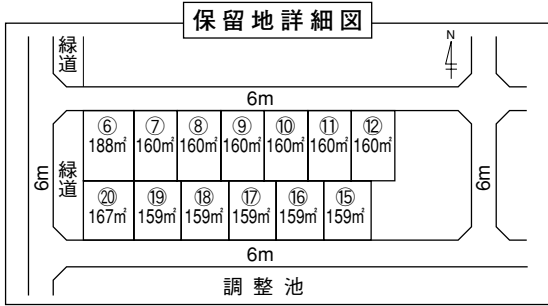 保留地詳細図
緑道
N
6m
⑥ ⑦ ⑧ ⑨ ⑩ ⑪ ⑫
188㎡ 160㎡ 160㎡ 160㎡ 160㎡ 160㎡ 160㎡
6m
緑道
6m
⑳ ⑲ ⑱ ⑰ ⑯ ⑮
167㎡ 159㎡ 159㎡ 159㎡ 159㎡ 159㎡
6m
調整池